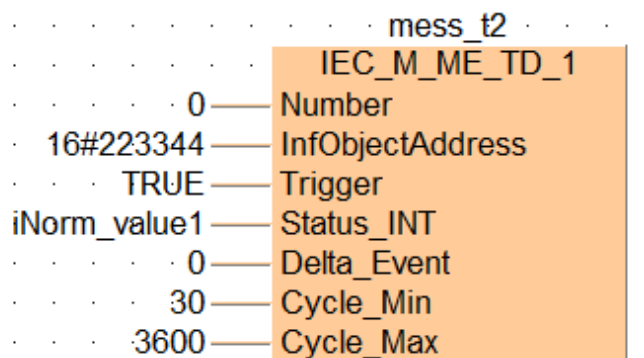 mess_t2
IEC_M_ME_TD_1
0 Number
16#223344 InfObjectAddress
TRUE Trigger
iNorm_value1 Status_INT
0 Delta_Event
30 Cycle_Min
3600 Cycle_Max